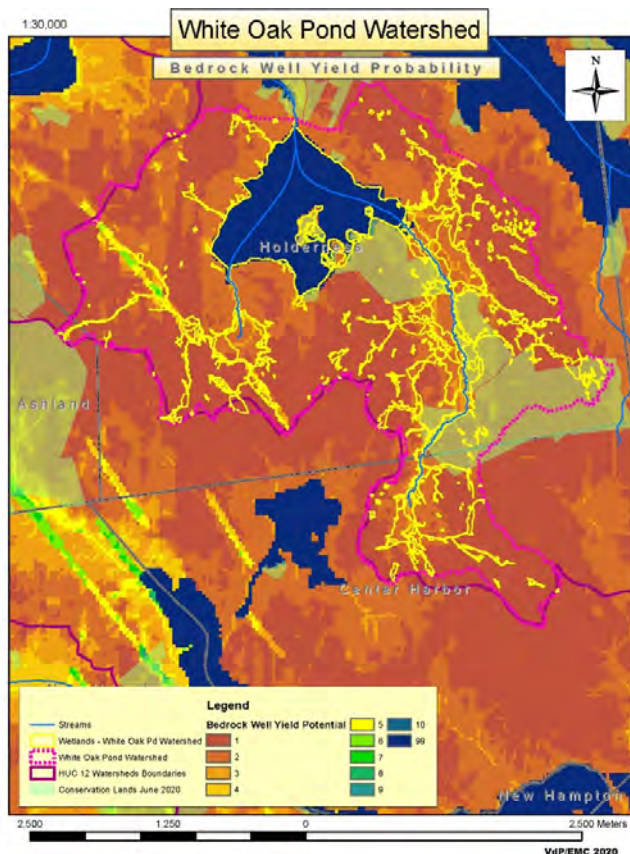 1:30,000
White Oak Pond Watershed
Bedrock Well Yield Probability
N
Holderness
Ashland
Center Harbor
New Hampton
Legend
Streams
Wetlands - White Oak Pd Watershed
White Oak Pond Watershed
HUC 12 Watersheds Boundaries
Conservation Lands June 2020
Bedrock Well Yield Potential
1
2
3
4
5
6
7
8
9
10
99
2,500 1,250 0 2,500 Meters
VdP/EMC 2020